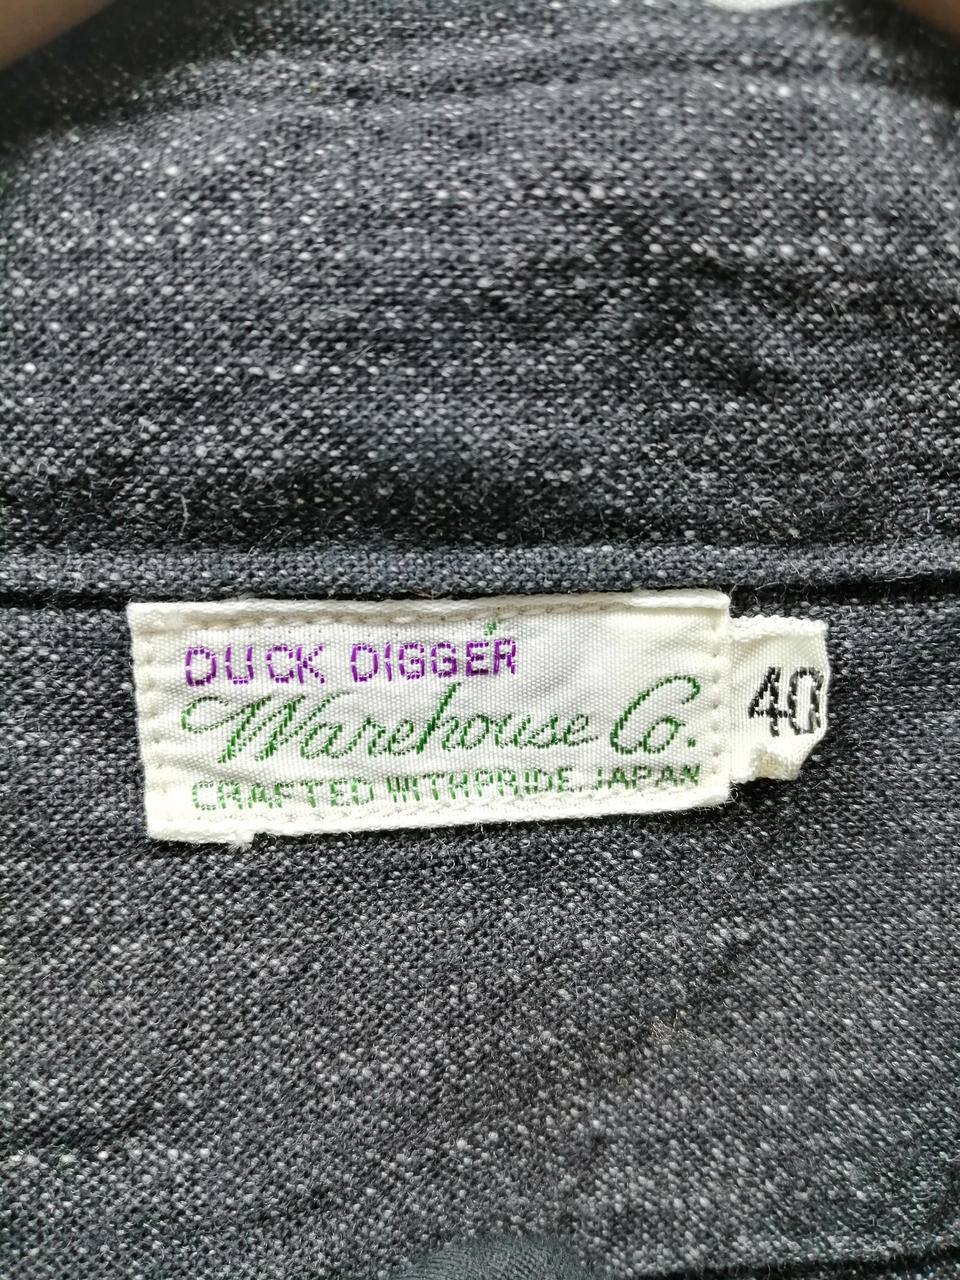 DUCK DIGGER
Warehouse Co.
CRAFTED WITH PRIDE JAPAN
40